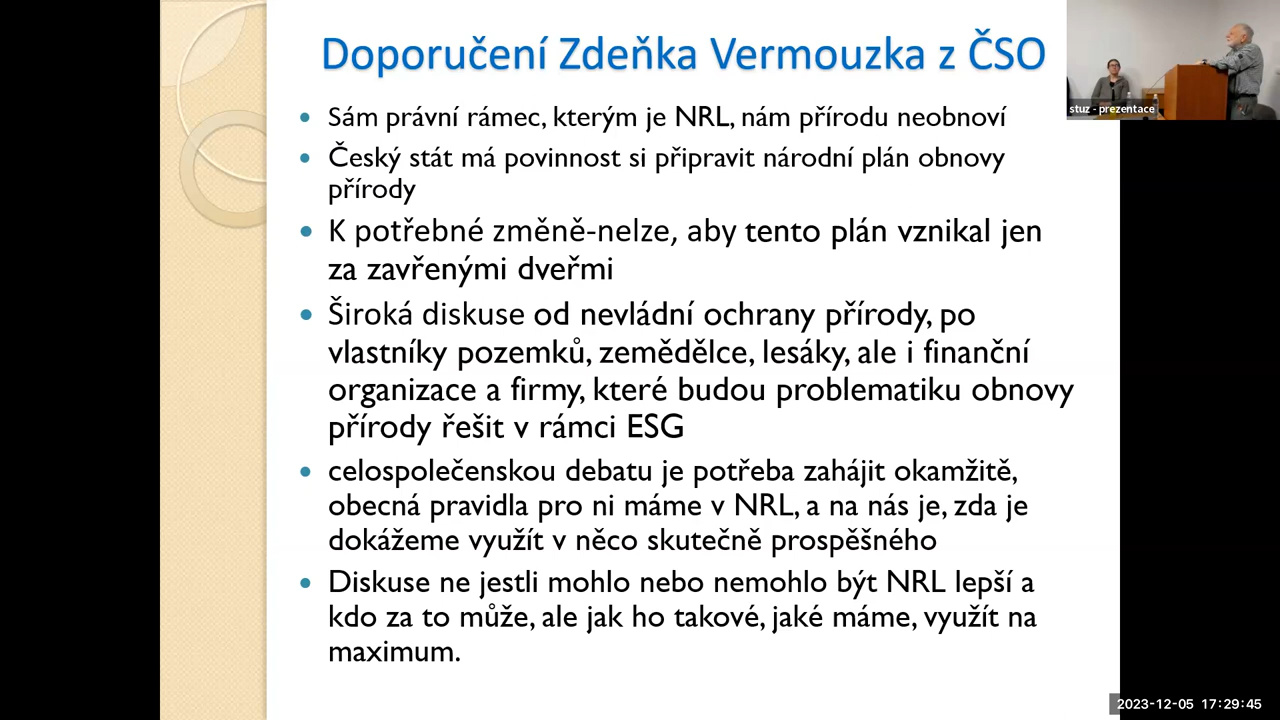 Doporučení Zdeňka Vermouzka z ČSO
stuz - prezentace
• Sám právní rámec, kterým je NRL, nám přírodu neobnoví
• Český stát má povinnost si připravit národní plán obnovy
přírody
• K potřebné změně-nelze, aby tento plán vznikal jen
za zavřenými dveřmi
• Široká diskuse od nevládní ochrany přírody, po
vlastníky pozemků, zemědělce, lesáky, ale i finanční
organizace a firmy, které budou problematiku obnovy
přírody řešit v rámci ESG
• celospolečenskou debatu je potřeba zahájit okamžitě,
obecná pravidla pro ni máme v NRL, a na nás je, zda je
dokážeme využít v něco skutečně prospěšného
• Diskuse ne jestli mohlo nebo nemohlo být NRL lepší a
kdo za to může, ale jak ho takové, jaké máme, využít na
maximum.
2023-12-05 17:29:45